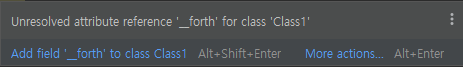 Unresolved attribute reference '__forth' for class 'Class1'
Add field '__forth' to class Class1 Alt+Shift+Enter More actions... Alt+Enter